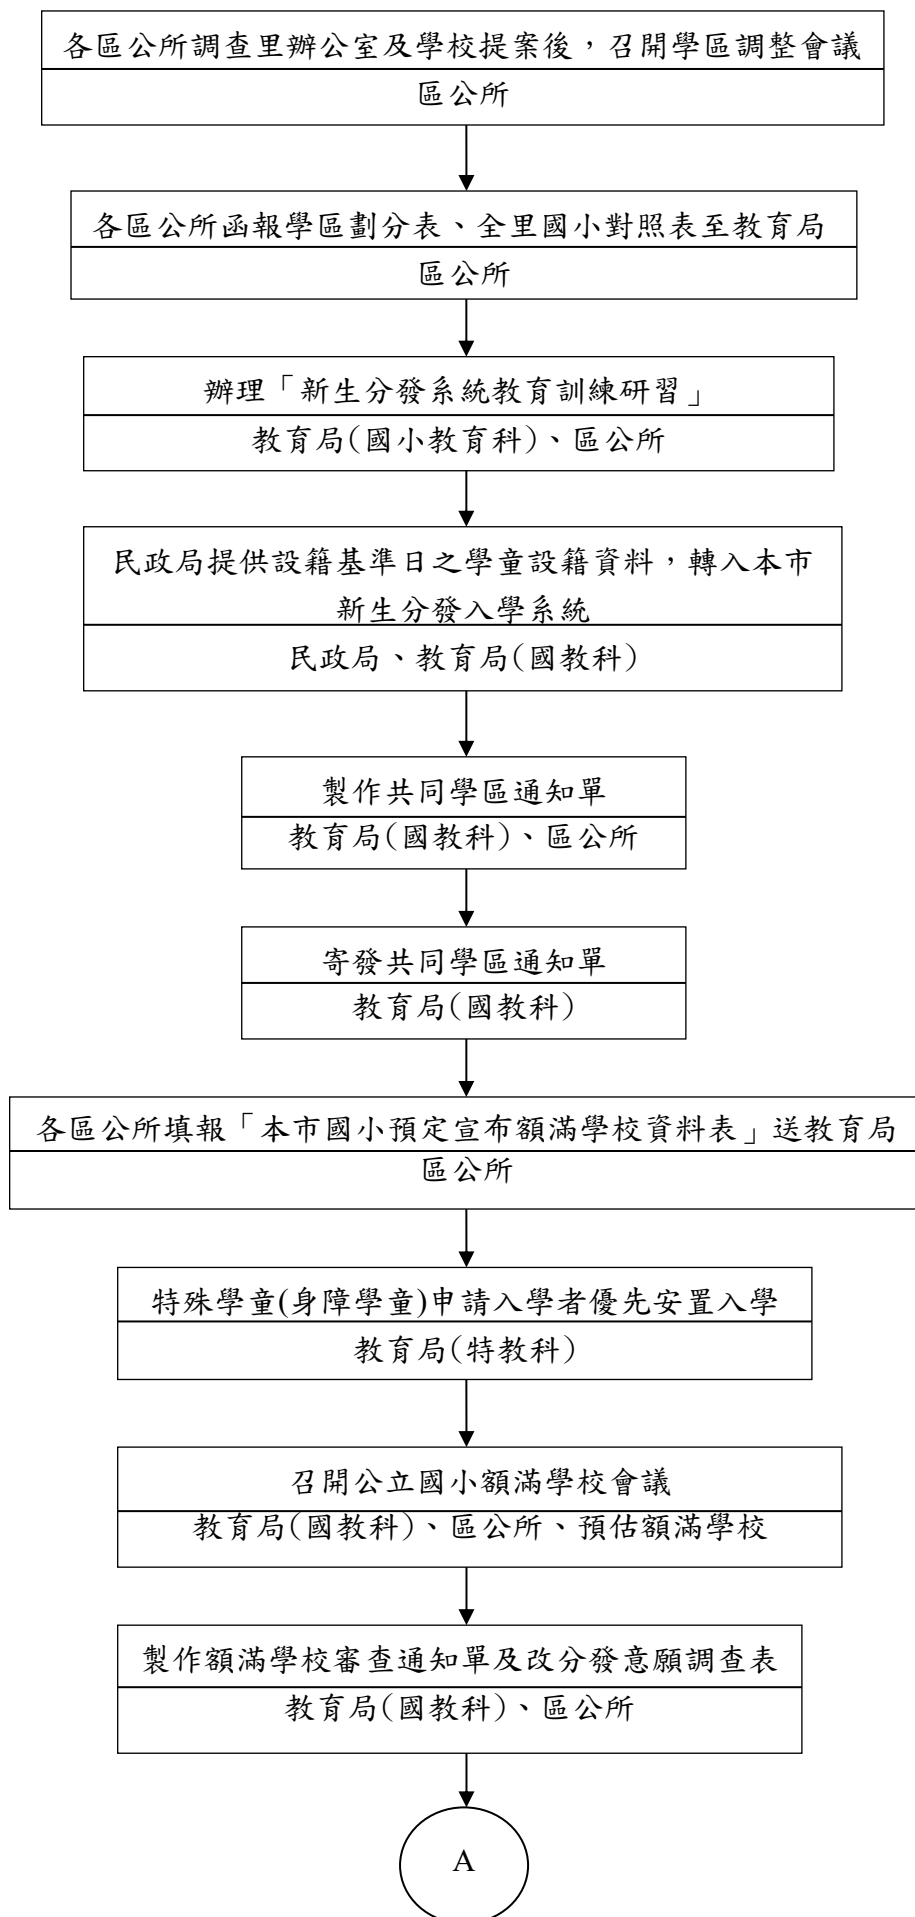 各區公所調查里辦公室及學校提案後，召開學區調整會議
區公所
各區公所函報學區劃分表、全里國小對照表至教育局
區公所
辦理「新生分發系統教育訓練研習」
教育局(國小教育科)、區公所
民政局提供設籍基準日之學童設籍資料，轉入本市
新生分發入學系統
民政局、教育局(國教科)
製作共同學區通知單
教育局(國教科)、區公所
寄發共同學區通知單
教育局(國教科)
各區公所填報「本市國小預定宣布額滿學校資料表」送教育局
區公所
特殊學童(身障學童)申請入學者優先安置入學
教育局(特教科)
召開公立國小額滿學校會議
教育局(國教科)、區公所、預估額滿學校
製作額滿學校審查通知單及改分發意願調查表
教育局(國教科)、區公所
A